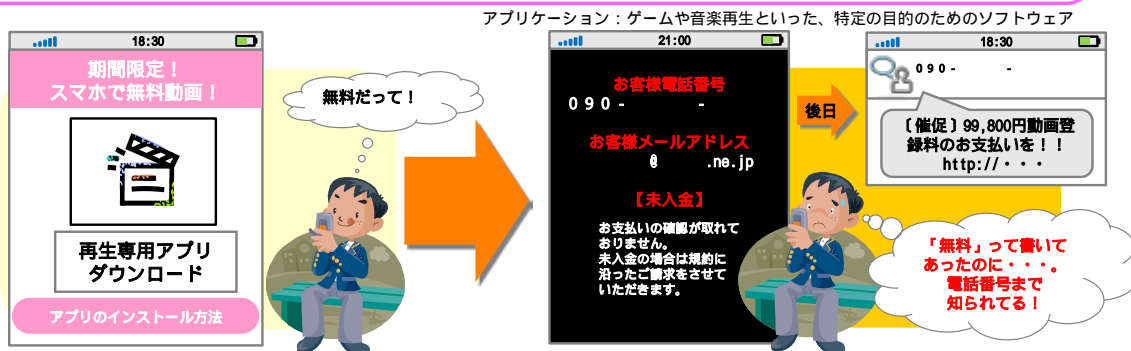 アプリケーション：ゲームや音楽再生といった、特定の目的のためのソフトウェア
18:30
期間限定！
スマホで無料動画！
再生専用アプリ
ダウンロード
アプリのインストール方法
無料だって！
21:00
お客様電話番号
０９０-　　　-
お客様メールアドレス
@　　　.ne.jp
【未入金】
お支払いの確認が取れて
おりません。
未入金の場合は規約に
沿ったご請求をさせて
いただきます。
後日
18:30
０９０-　　　-
〔催促〕99,800円動画登
録料のお支払いを！！
http://・・・
「無料」って書いて
あったのに・・・。
電話番号まで
知られてる！